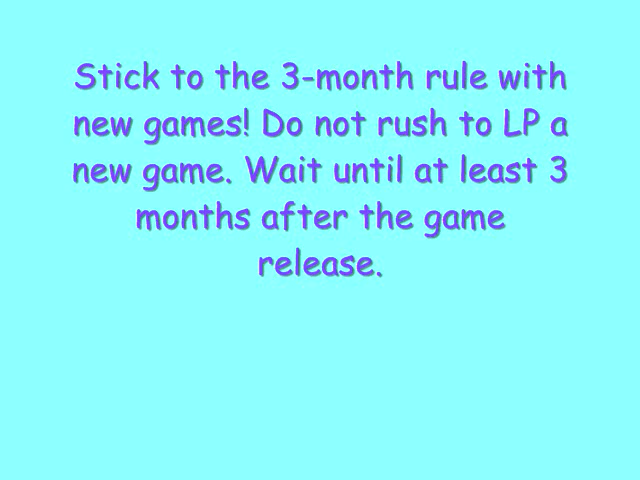 Stick to the 3-month rule with
new games! Do not rush to LP a
new game. Wait until at least 3
months after the game
release.